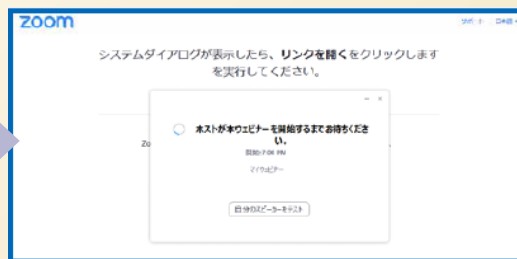 zoom
サポート 日本語
システムダイアログが表示したら、リンクを開くをクリックします
を実行してください。
Zo
ホストが本ウェビナーを開始するまでお待ちくださ
い。
開始:7:00 PM
マイウェビナー
自分のスピーカーをテスト